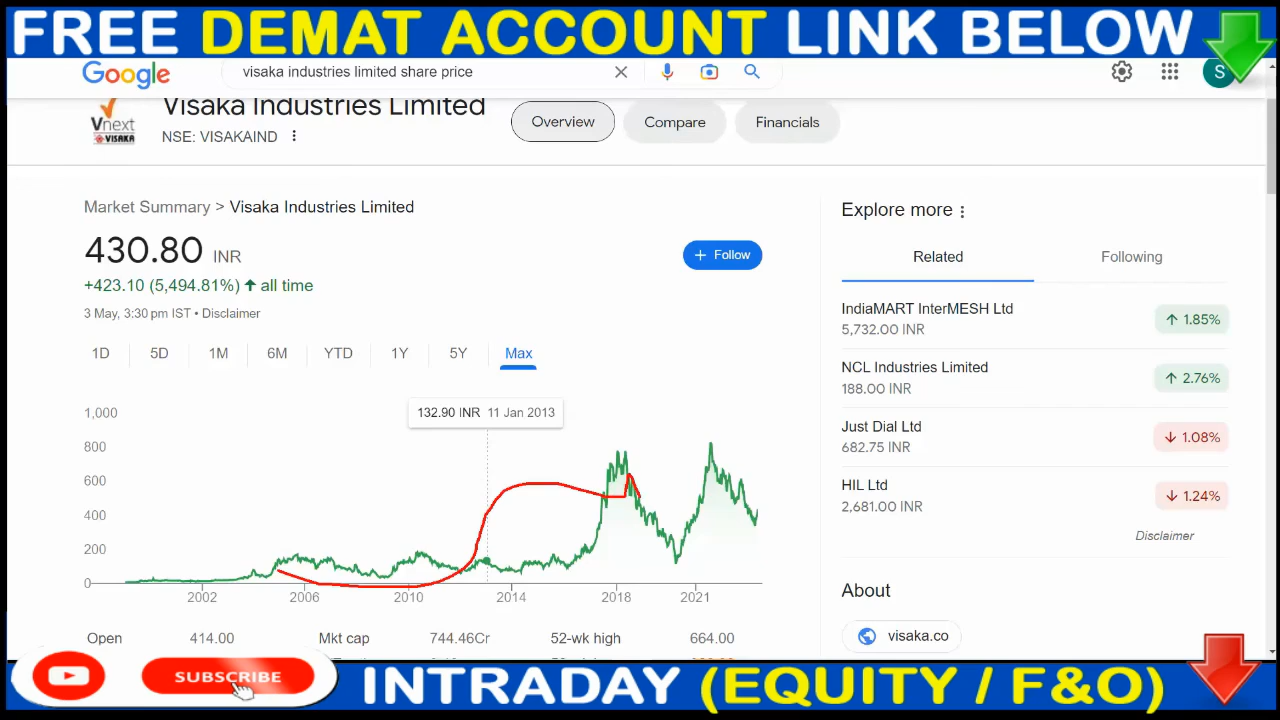 FREE DEMAT ACCOUNT LINK BELOW
Google
visaka industries limited share price
S
Visaka Industries Limited
Vnext
VISAKA
NSE: VISAKAIND
Overview
Compare
Financials
Market Summary > Visaka Industries Limited
430.80 INR
+ Follow
+423.10 (5,494.81%) ↑ all time
3 May, 3:30 pm IST • Disclaimer
1D 5D 1M 6M YTD 1Y 5Y Max
132.90 INR 11 Jan 2013
1,000
800
600
400
200
0
2002 2006 2010 2014 2018 2021
Open 414.00 Mkt cap 744.46Cr 52-wk high 664.00
Explore more
Related Following
IndiaMART InterMESH Ltd
5,732.00 INR
↑ 1.85%
NCL Industries Limited
188.00 INR
↑ 2.76%
Just Dial Ltd
682.75 INR
↓ 1.08%
HIL Ltd
2,681.00 INR
↓ 1.24%
Disclaimer
About
visaka.co
SUBSCRIBE
INTRADAY (EQUITY / F&O)